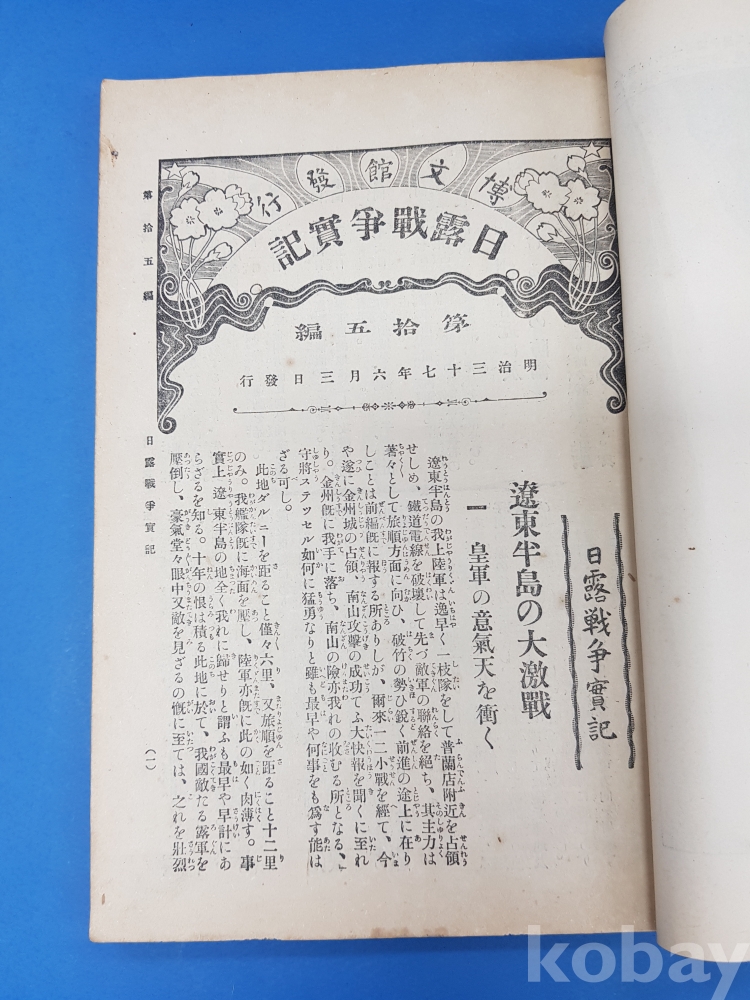 博文館發行
日露戰爭實記
第拾五編
明治三十七年六月三日發行
日露戰爭實記
遼東半島の大激戰
一 皇軍の意氣天を衝く
遼東半島の我上陸軍は逸早く一枝隊をして普蘭店附近を占領
せしめ、鐵道電線を破壞して先づ敵軍の聯絡を絕ち、其主力は
著々として旅順方面に向ひ、破竹の勢ひ銳く前進の途上に在り
しことは前編既に報する所ありしが、爾來一二小戰を經て、今
や遂に金州城の占領、南山攻擊の成功てふ大快報を聞くに至れ
り。金州既に我手に落ち、南山の險亦我れの收むる所となる、
守將ステツセル如何に猛勇なりと雖も最早や何事をも爲す能は
ざる可し。
此地ダルニーを距ること僅々六里、又旅順を距ること十二里
のみ。我艦隊既に海面を壓し、陸軍亦既に此の如く肉薄す。事
實上遼東半島の地全く我れに歸せりと謂ふも最早や早計にあ
らざるを知る。十年の恨は積る此地に於て、我國敵たる露軍を
壓倒し、豪氣堂々眼中又敵を見ざるの慨に至ては、之れを壯烈
第拾五編
日露戰爭實記
(一)
kobay